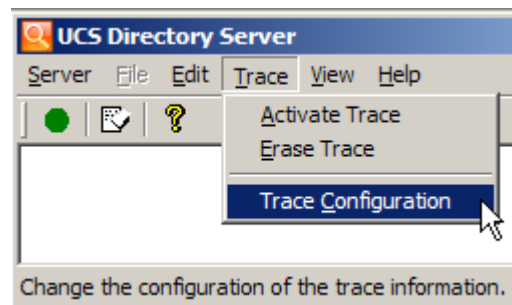 UCS Directory Server
Server File Edit Trace View Help
Activate Trace
Erase Trace
Trace Configuration
Change the configuration of the trace information.